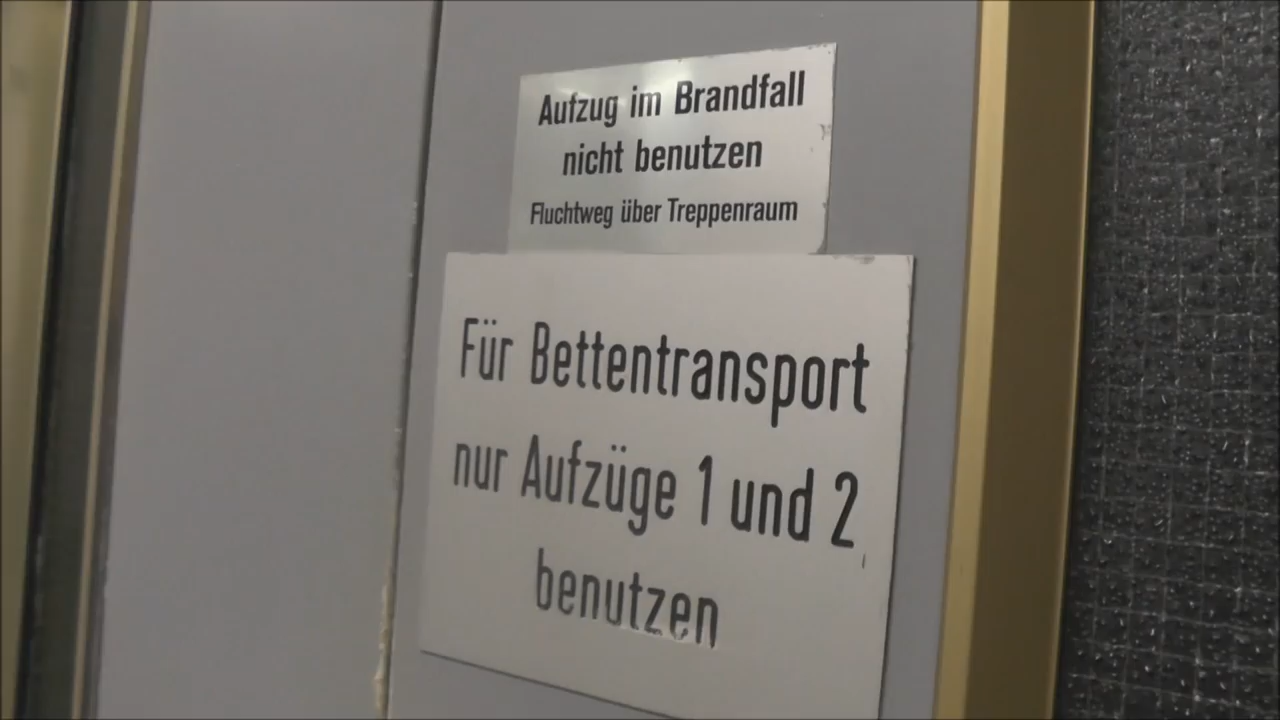 Aufzug im Brandfall
nicht benutzen
Fluchtweg über Treppenraum
Für Bettentransport
nur Aufzüge 1 und 2
benutzen